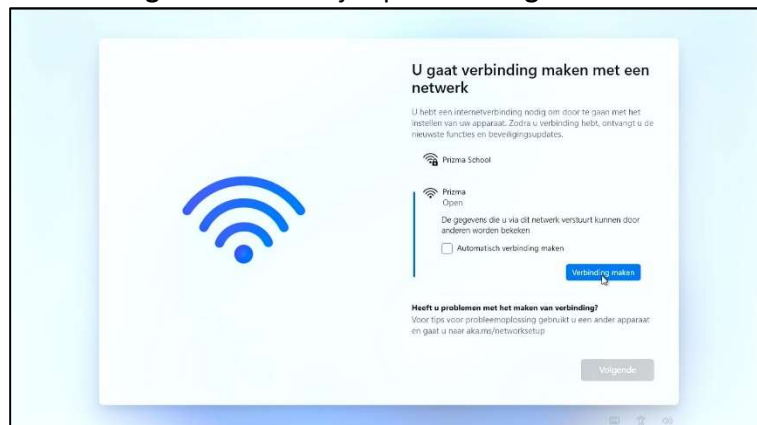 U gaat verbinding maken met een
netwerk
U hebt een internetverbinding nodig om door te gaan met het
instellen van uw apparaat. Zodra u verbinding hebt, ontvangt u de
nieuwste functies en beveiligingsupdates.
Prizma School
Prizma
Open
De gegevens die u via dit netwerk verstuurt kunnen door
anderen worden bekeken
Automatisch verbinding maken
Verbinding maken
Heeft u problemen met het maken van verbinding?
Voor tips voor probleemoplossing gebruikt u een ander apparaat
en gaat u naar aka.ms/networksetup
Volgende